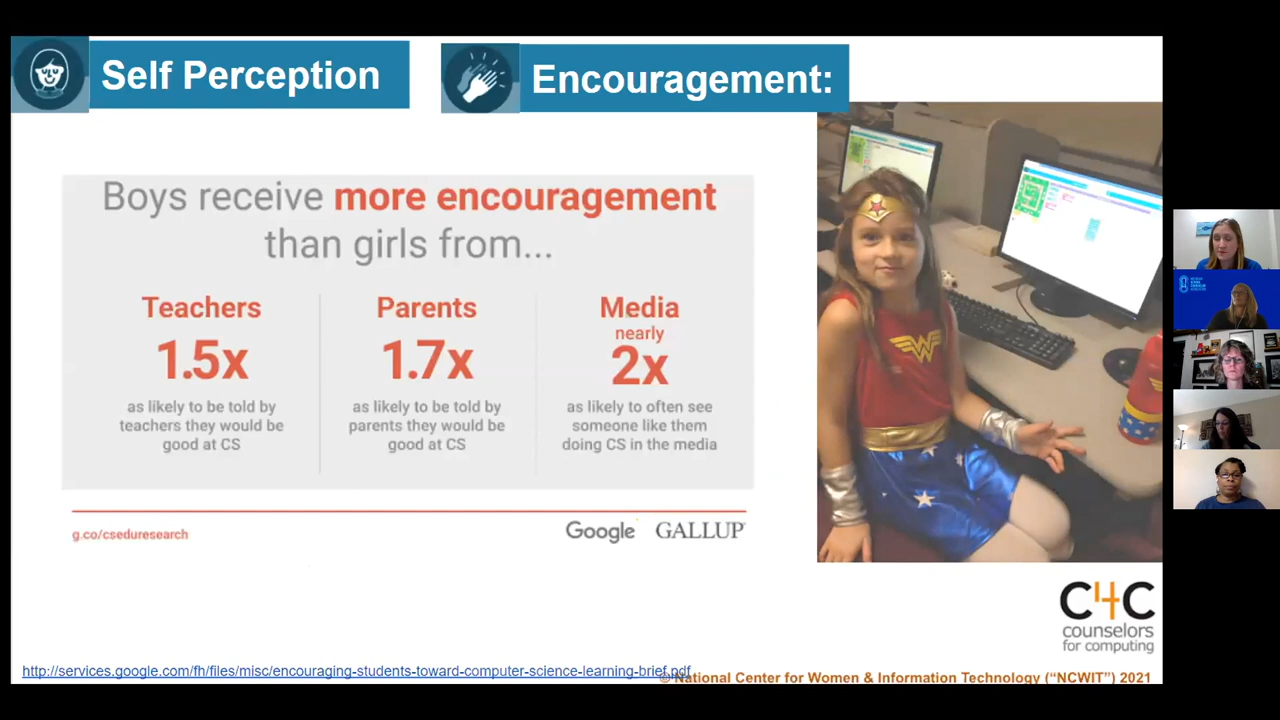 Self Perception
Encouragement:
Boys receive more encouragement
than girls from...
Teachers
1.5x
as likely to be told by
teachers they would be
good at CS
Parents
1.7x
as likely to be told by
parents they would be
good at CS
Media
nearly
2x
as likely to often see
someone like them
doing CS in the media
g.co/cseduresearch
Google GALLUP
W
C4C
counselors
for computing
http://services.google.com/fh/files/misc/encouraging-students-toward-computer-science-learning-brief.pdf
© National Center for Women & Information Technology ("NCWIT") 2021